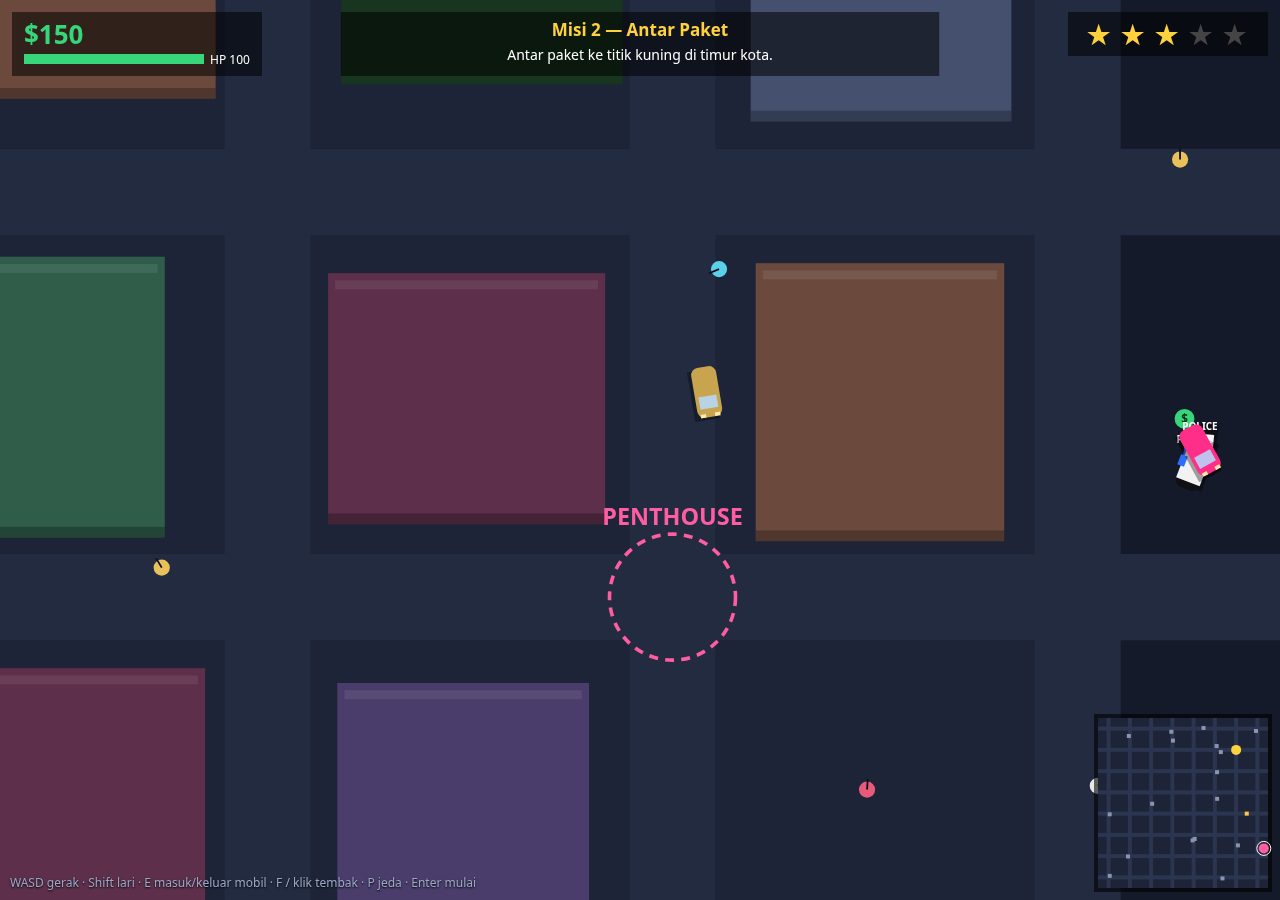 $150
HP 100
Misi 2 — Antar Paket
Antar paket ke titik kuning di timur kota.
$
POLICE
PENTHOUSE
WASD gerak · Shift lari · E masuk/keluar mobil · F / klik tembak · P jeda · Enter mulai